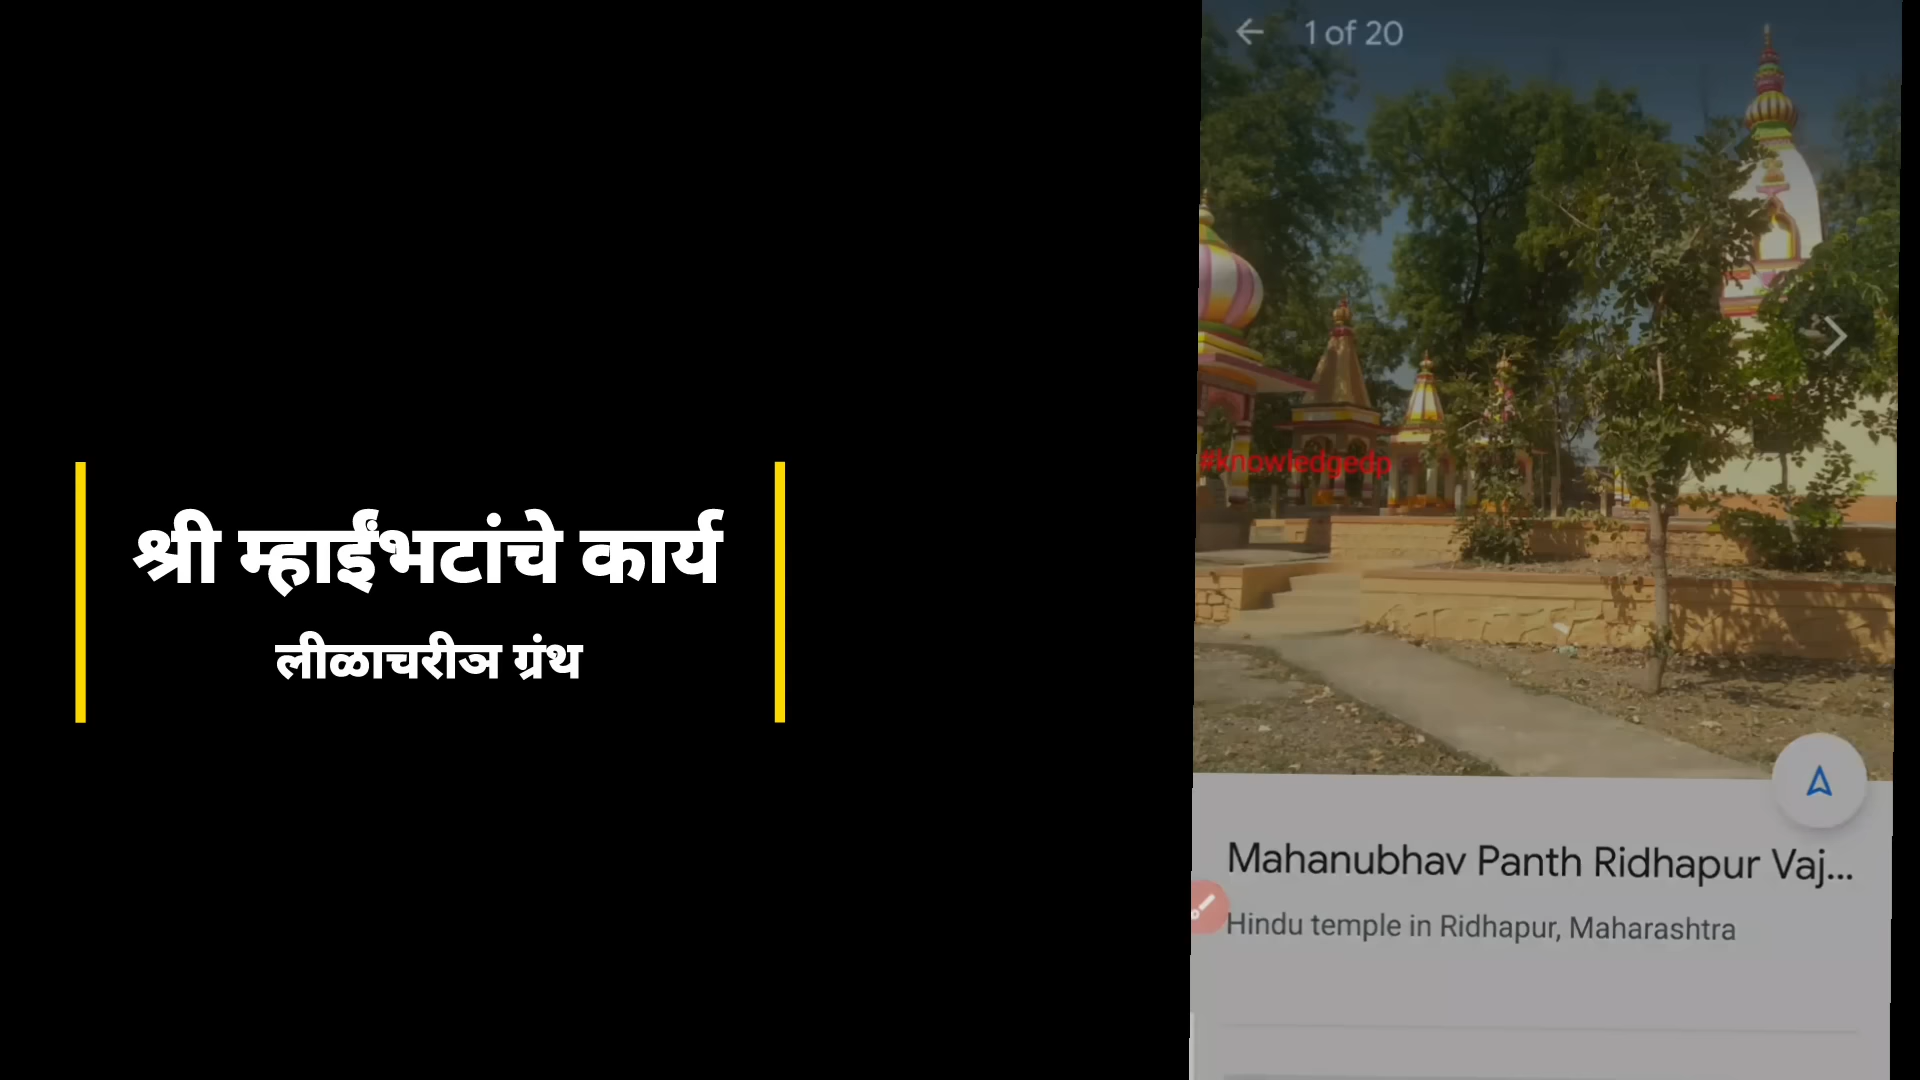 श्री म्हाईंभटांचे कार्य
लीळाचरीञ ग्रंथ
1 of 20
#knowledgedp
Mahanubhav Panth Ridhapur Vaj...
Hindu temple in Ridhapur, Maharashtra